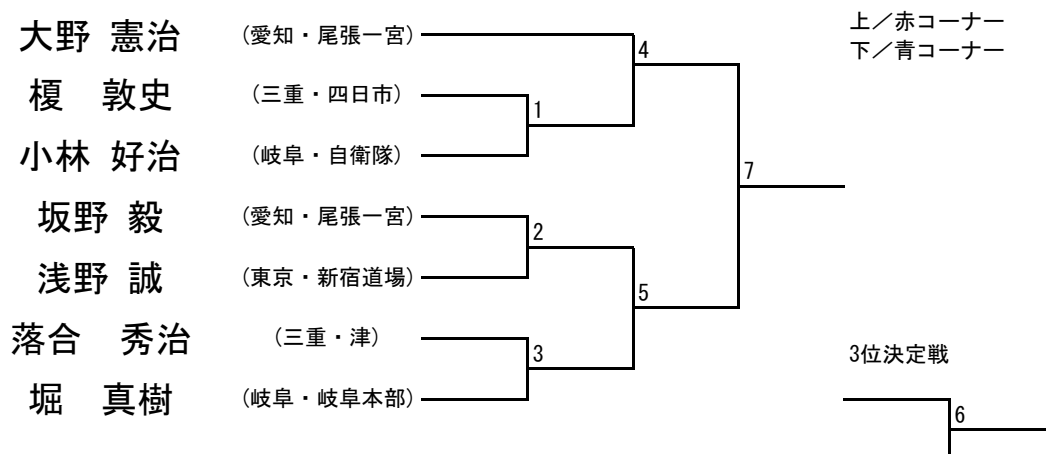 大野 憲治 (愛知・尾張一宮)
榎　敦史 (三重・四日市)
小林 好治 (岐阜・自衛隊)
坂野 毅 (愛知・尾張一宮)
浅野 誠 (東京・新宿道場)
落合　秀治 (三重・津)
堀　真樹 (岐阜・岐阜本部)
1
2
3
4
5
7
上／赤コーナー
下／青コーナー
3位決定戦
6